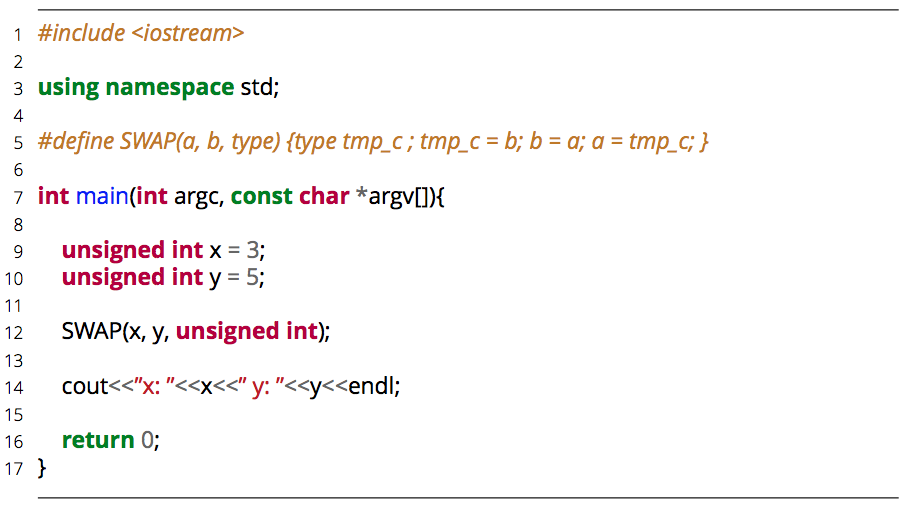 1 #include <iostream>
2
3 using namespace std;
4
5 #define SWAP(a, b, type) {type tmp_c ; tmp_c = b; b = a; a = tmp_c; }
6
7 int main(int argc, const char *argv[]){
8
9 unsigned int x = 3;
10 unsigned int y = 5;
11
12 SWAP(x, y, unsigned int);
13
14 cout<<”x: ”<<x<<” y: ”<<y<<endl;
15
16 return 0;
17 }